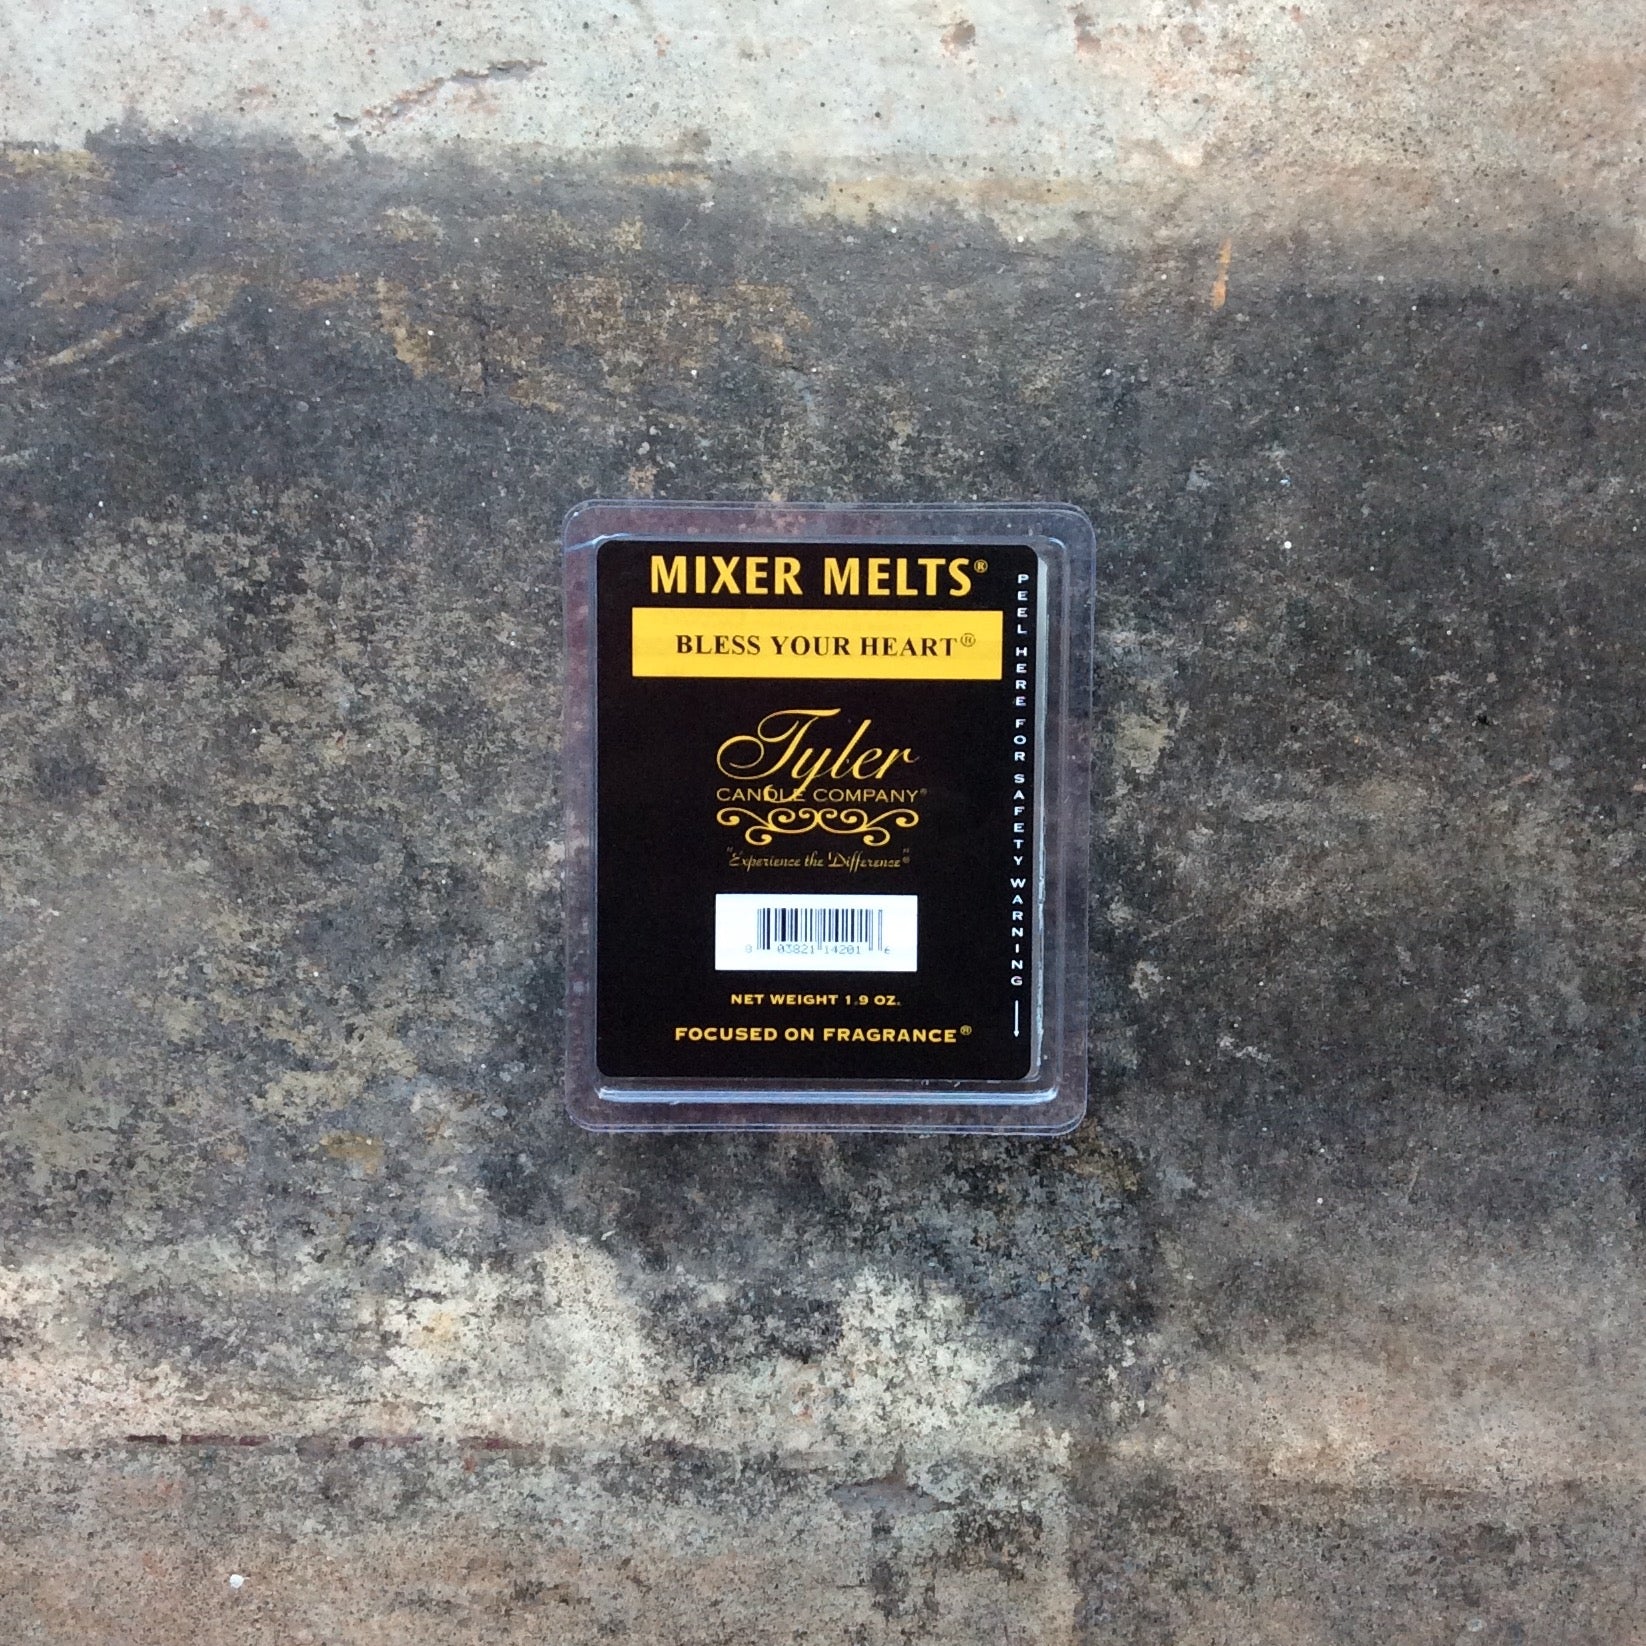 MIXER MELTS®
BLESS YOUR HEART®
Tyler
CANDLE COMPANY®
"Experience the Difference"®
8 03821 14201 6
NET WEIGHT 1.9 OZ.
FOCUSED ON FRAGRANCE®
PEEL HERE FOR SAFETY WARNING